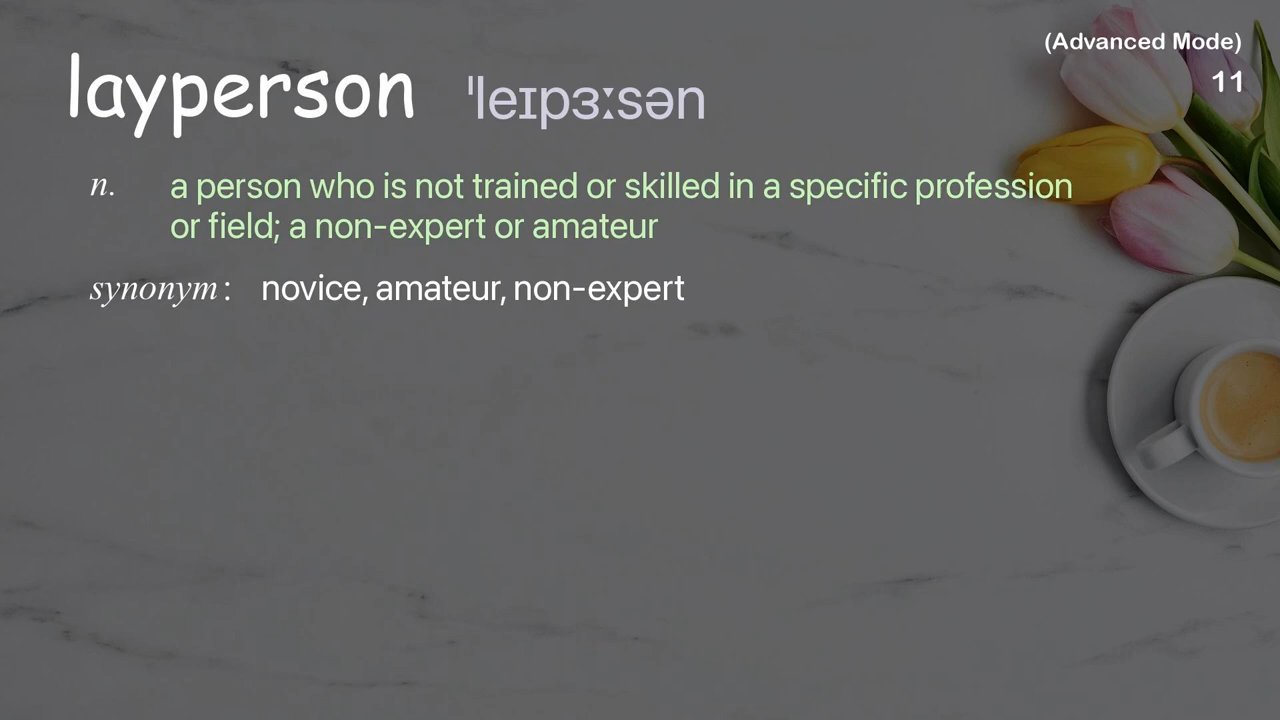 (Advanced Mode)
11
layperson ˈleɪpɜːsən
n. a person who is not trained or skilled in a specific profession
or field; a non-expert or amateur
synonym: novice, amateur, non-expert